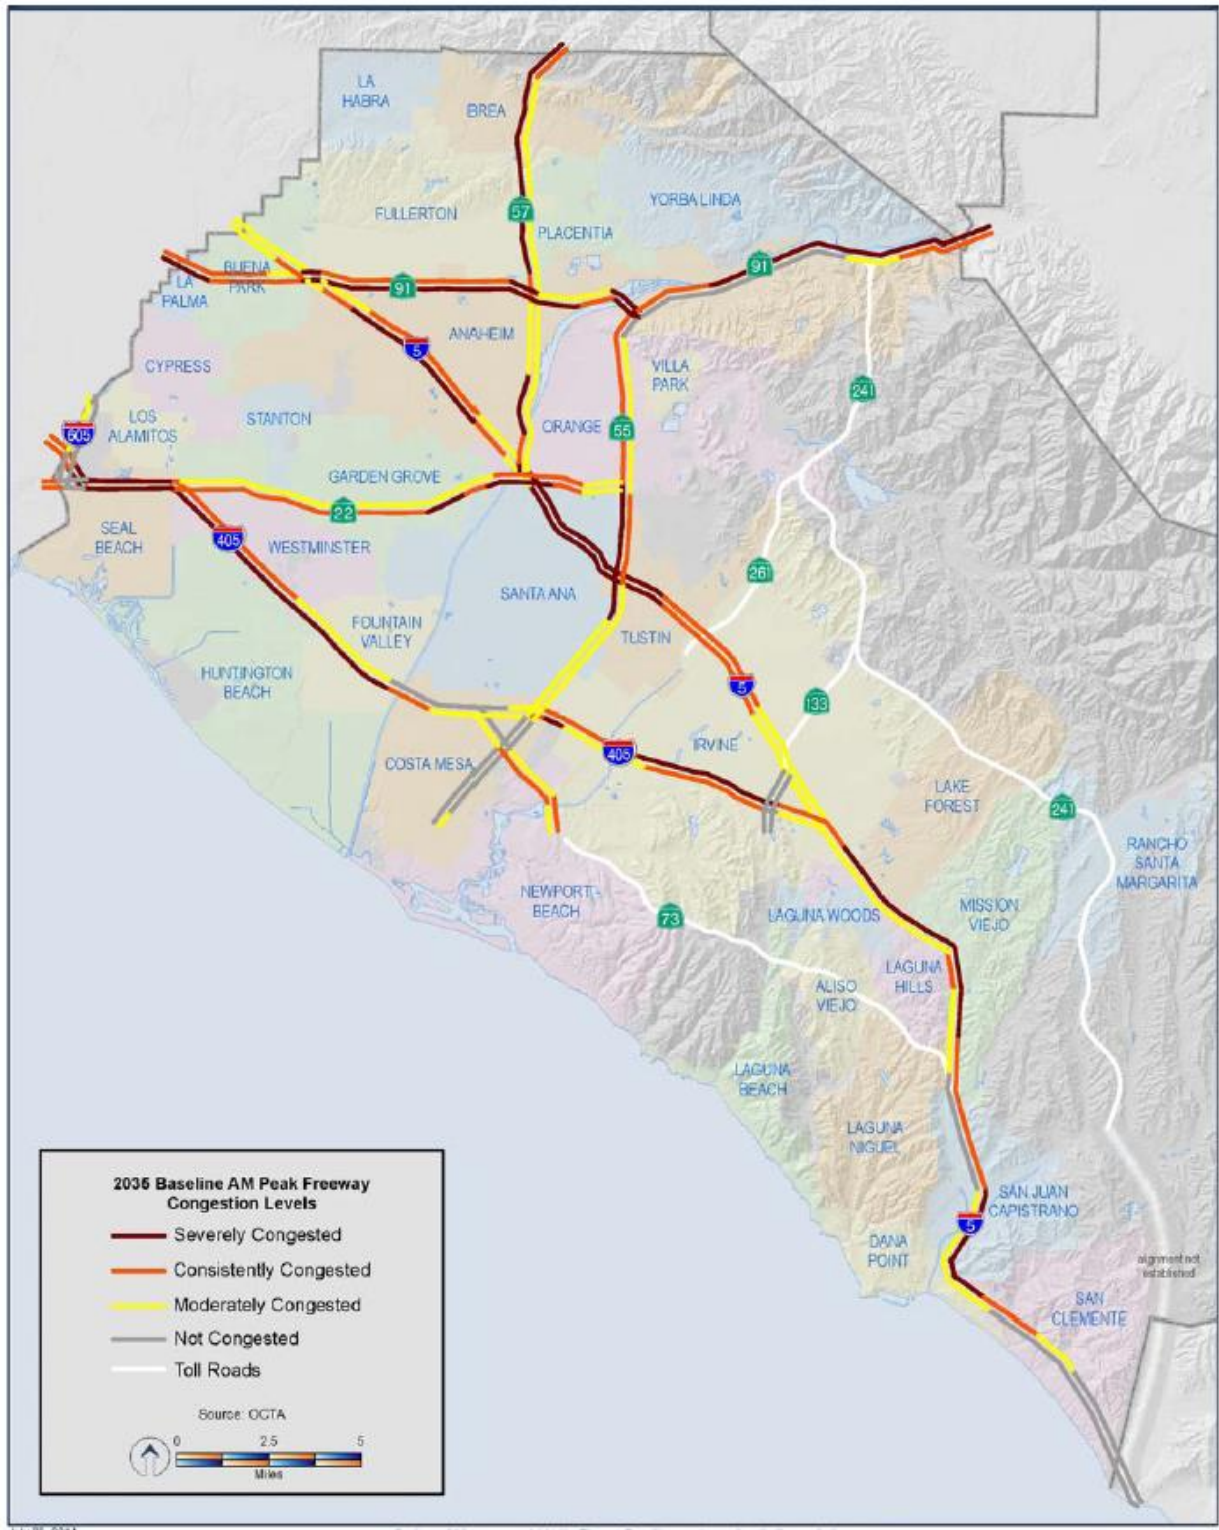 LA
HABRA
BREA
YORBA LINDA
FULLERTON
57
PLACENTIA
91
BUENA
PARK
LA
PALMA
91
ANAHEIM
5
CYPRESS
VILLA
PARK
241
LOS
ALAMITOS
STANTON
ORANGE
55
605
GARDEN GROVE
22
SEAL
BEACH
405
WESTMINSTER
261
SANTA ANA
FOUNTAIN
VALLEY
TUSTIN
HUNTINGTON
BEACH
5
133
IRVINE
405
COSTA MESA
LAKE
FOREST
241
RANCHO
SANTA
MARGARITA
NEWPORT
BEACH
73
LAGUNA WOODS
MISSION
VIEJO
LAGUNA
HILLS
ALISO
VIEJO
LAGUNA
BEACH
LAGUNA
NIGUEL
SAN JUAN
CAPISTRANO
5
DANA
POINT
alignment not
established
SAN
CLEMENTE
2035 Baseline AM Peak Freeway
Congestion Levels
Severely Congested
Consistently Congested
Moderately Congested
Not Congested
Toll Roads
Source: OCTA
0 2.5 5
Miles